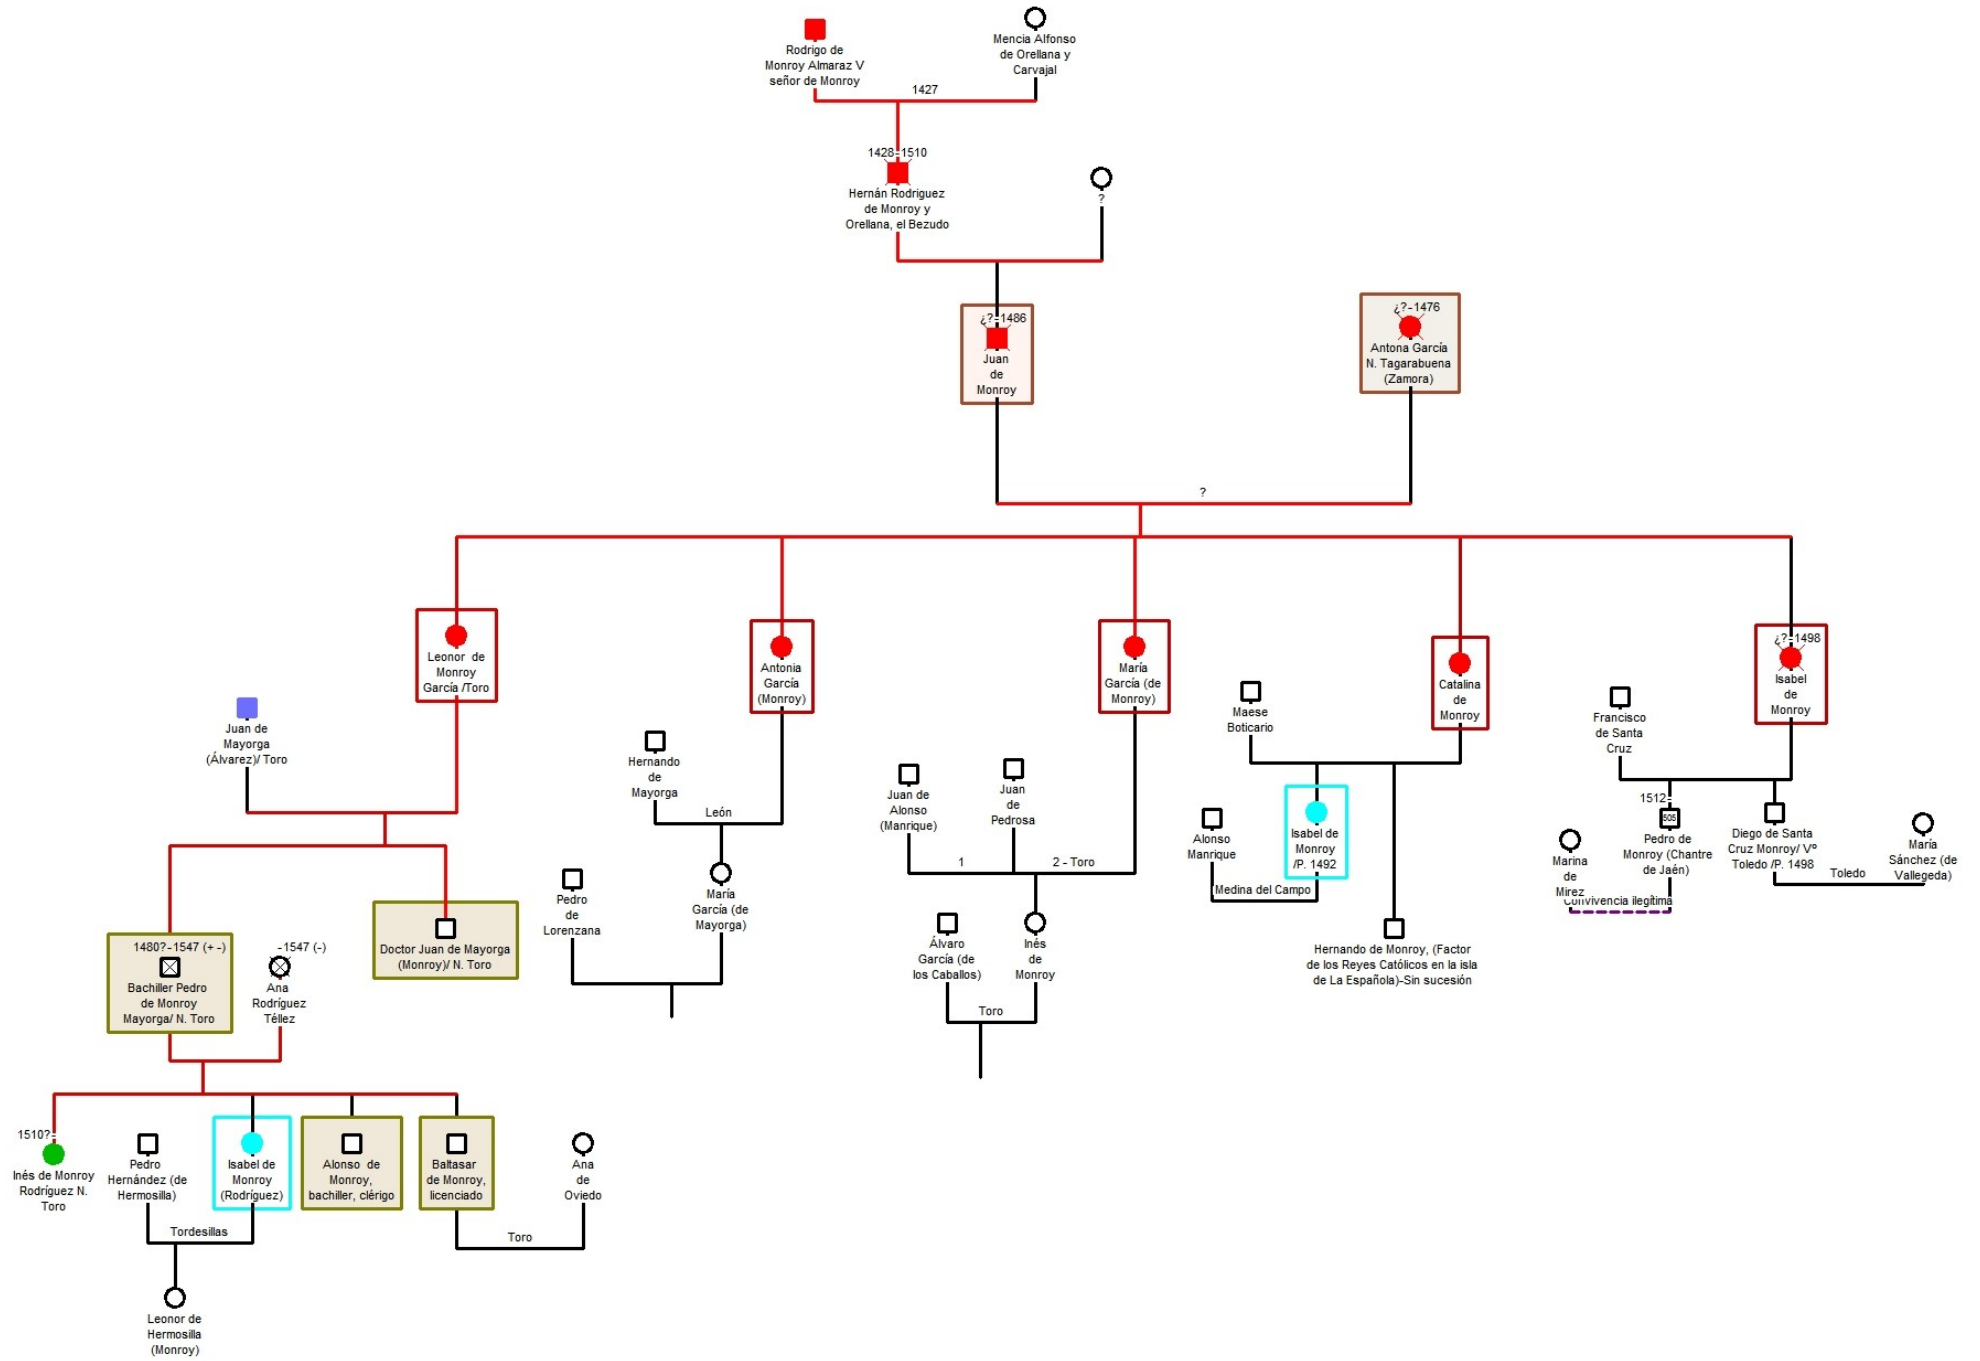 Rodrigo de
Monroy Almaraz V
señor de Monroy
Mencia Alfonso
de Orellana y
Carvajal
1427
1428-1510
Hernán Rodriguez
de Monroy y
Orellana, el Bezudo
?
¿?-1486
Juan
de
Monroy
¿?-1476
Antona García
N. Tagarabuena
(Zamora)
?
Leonor de
Monroy
García /Toro
Antonia
García
(Monroy)
María
García (de
Monroy)
Catalina
de
Monroy
¿?-1498
Isabel
de
Monroy
Juan de
Mayorga
(Álvarez)/ Toro
Hernando
de
Mayorga
León
Juan de
Alonso
(Manrique)
Juan
de
Pedrosa
1
2 - Toro
Maese
Boticario
Francisco
de Santa
Cruz
Alonso
Manrique
Isabel de
Monroy
/P. 1492
Medina del Campo
1512-
505
Pedro de
Monroy (Chantre
de Jaén)
Marina
de
Mirez
Convivencia ilegítima
Diego de Santa
Cruz Monroy/ Vº
Toledo /P. 1498
Toledo
María
Sánchez (de
Vallegeda)
Pedro
de
Lorenzana
María
García (de
Mayorga)
Álvaro
García (de
los Caballos)
Inés
de
Monroy
Toro
Hernando de Monroy, (Factor
de los Reyes Católicos en la isla
de La Española)-Sin sucesión
1480?-1547 (+ -)
Bachiller Pedro
de Monroy
Mayorga/ N. Toro
-1547 (-)
Ana
Rodríguez
Téllez
Doctor Juan de Mayorga
(Monroy)/ N. Toro
1510?-
Inés de Monroy
Rodríguez N.
Toro
Pedro
Hernández (de
Hermosilla)
Isabel de
Monroy
(Rodríguez)
Alonso de
Monroy,
bachiller, clérigo
Baltasar
de Monroy,
licenciado
Ana
de
Oviedo
Tordesillas
Toro
Leonor de
Hermosilla
(Monroy)